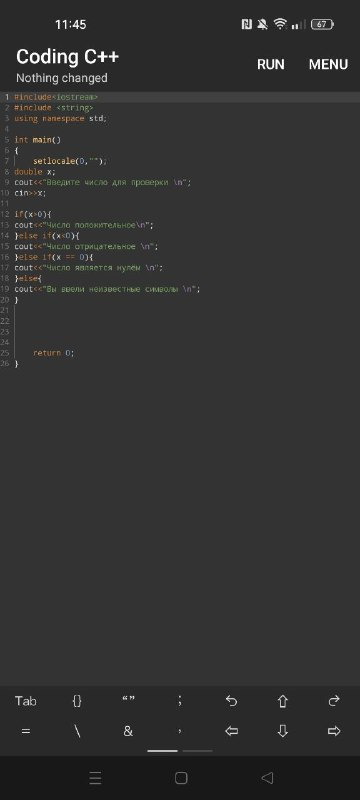 11:45
67
Coding C++
Nothing changed
RUN
MENU
1 #include<iostream>
2 #include <string>
3 using namespace std;
4
5 int main()
6 {
7 setlocale(0,"");
8 double x;
9 cout<<"Введите число для проверки \n";
10 cin>>x;
11
12 if(x>0){
13 cout<<"Число положительное\n";
14 }else if(x<0){
15 cout<<"Число отрицательное \n";
16 }else if(x == 0){
17 cout<<"Число является нулём \n";
18 }else{
19 cout<<"Вы ввели неизвестные символы \n";
20 }
21
22
23
24
25 return 0;
26 }
Tab {} “” ;
= \ & ,